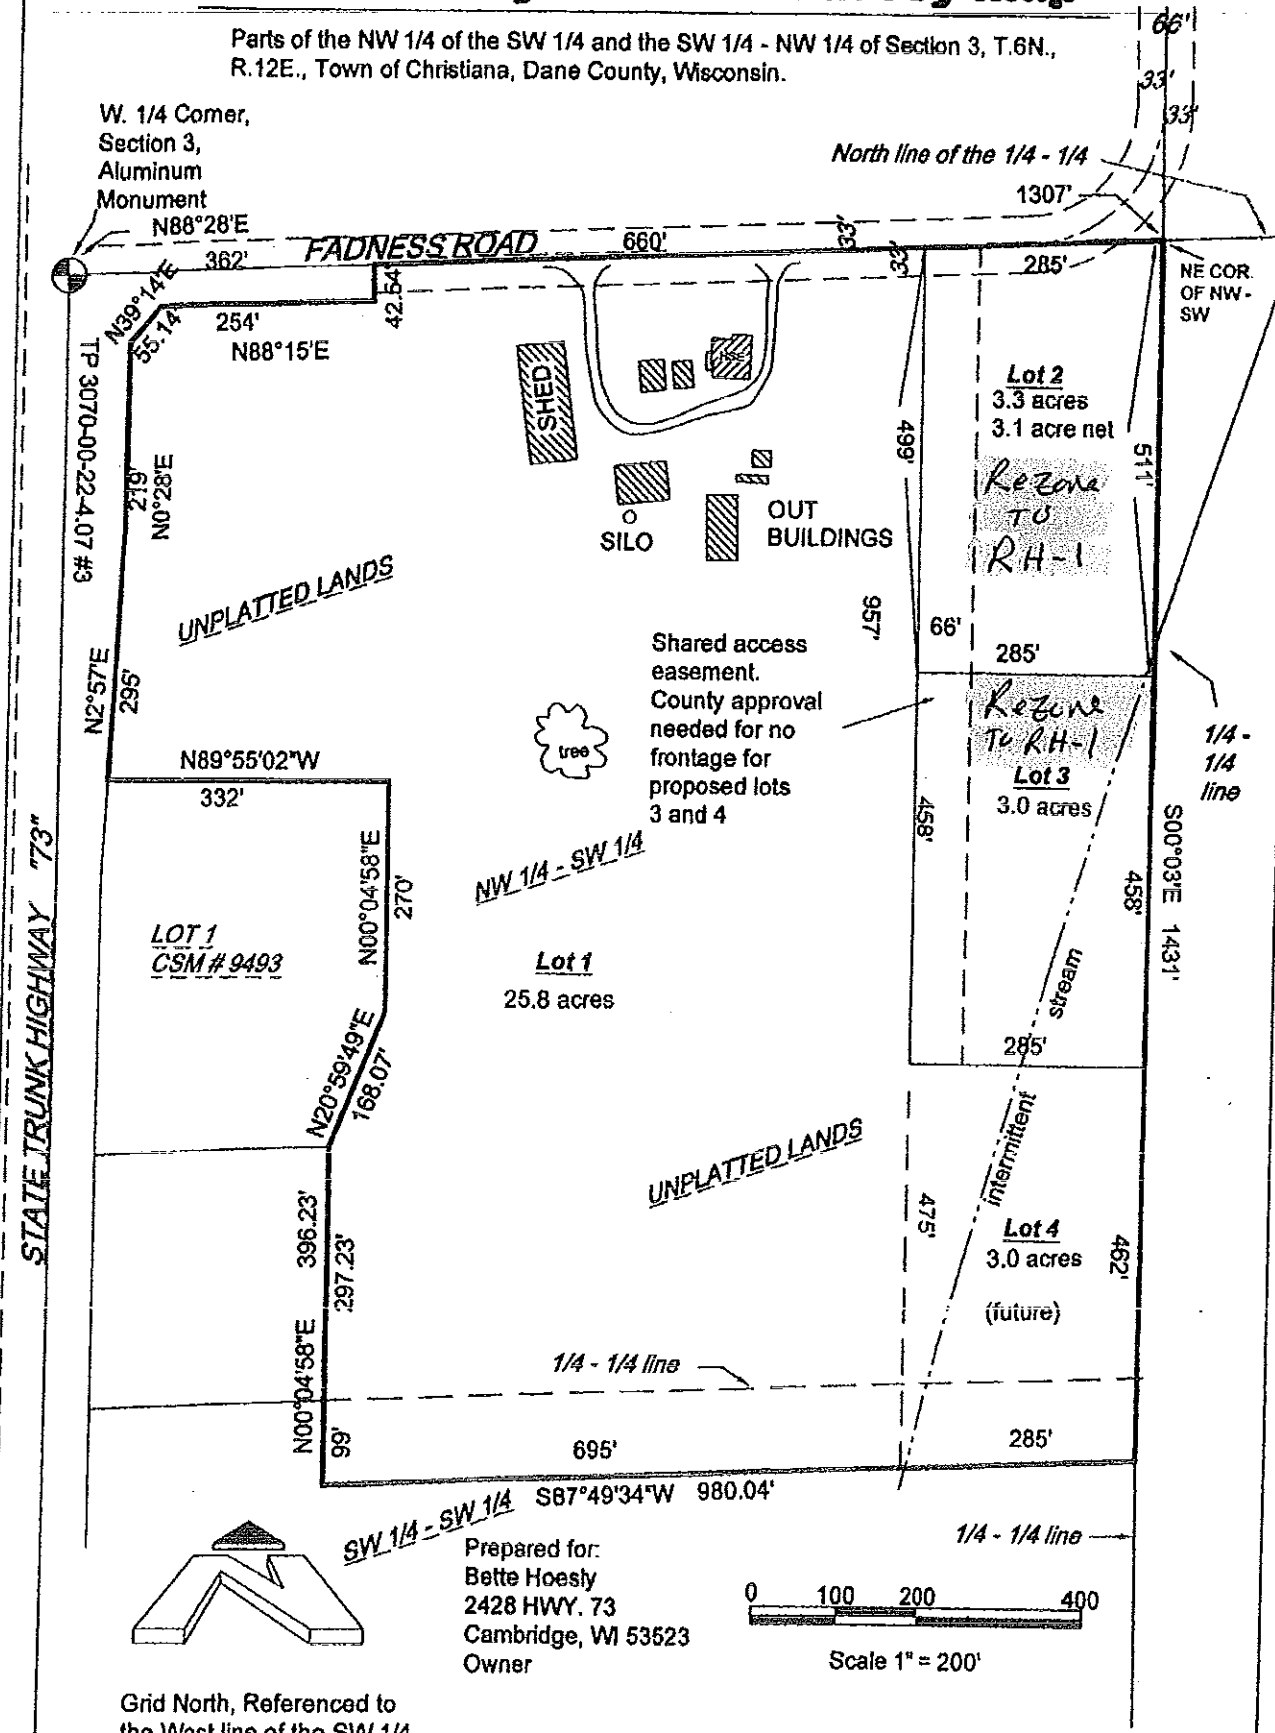 Parts of the NW 1/4 of the SW 1/4 and the SW 1/4 - NW 1/4 of Section 3, T.6N.,
R.12E., Town of Christiana, Dane County, Wisconsin.
66'
33'
33'
W. 1/4 Corner,
Section 3,
Aluminum
Monument
North line of the 1/4 - 1/4
1307'
N88°28'E
362'
FADNESS ROAD
660'
33'
33'
285'
NE COR.
OF NW -
SW
N39°14'E
55.14'
254'
N88°15'E
42.54'
TP 3070-00-22-4.07 #3
219'
N0°28'E
SHED
HSE
SILO
OUT
BUILDINGS
499'
Lot 2
3.3 acres
3.1 acre net
511'
Rezone
TO
RH-1
UNPLATTED LANDS
957'
66'
285'
N2°57'E
295'
Shared access
easement.
County approval
needed for no
frontage for
proposed lots
3 and 4
Rezone
To RH-1
Lot 3
3.0 acres
1/4 -
1/4
line
tree
N89°55'02"W
332'
458'
458'
S00°03'E 1431'
NW 1/4 - SW 1/4
N00°04'58"E
270'
STATE TRUNK HIGHWAY "73"
LOT 1
CSM # 9493
Lot 1
25.8 acres
stream
285'
N20°59'49"E
168.07'
intermittent
UNPLATTED LANDS
475'
Lot 4
3.0 acres
(future)
462'
396.23'
297.23'
N00°04'58"E
99'
1/4 - 1/4 line
695'
285'
S87°49'34"W 980.04'
SW 1/4 - SW 1/4
1/4 - 1/4 line
Prepared for:
Bette Hoesly
2428 HWY. 73
Cambridge, WI 53523
Owner
0 100 200 400
Scale 1" = 200'
Grid North, Referenced to
the West line of the SW 1/4